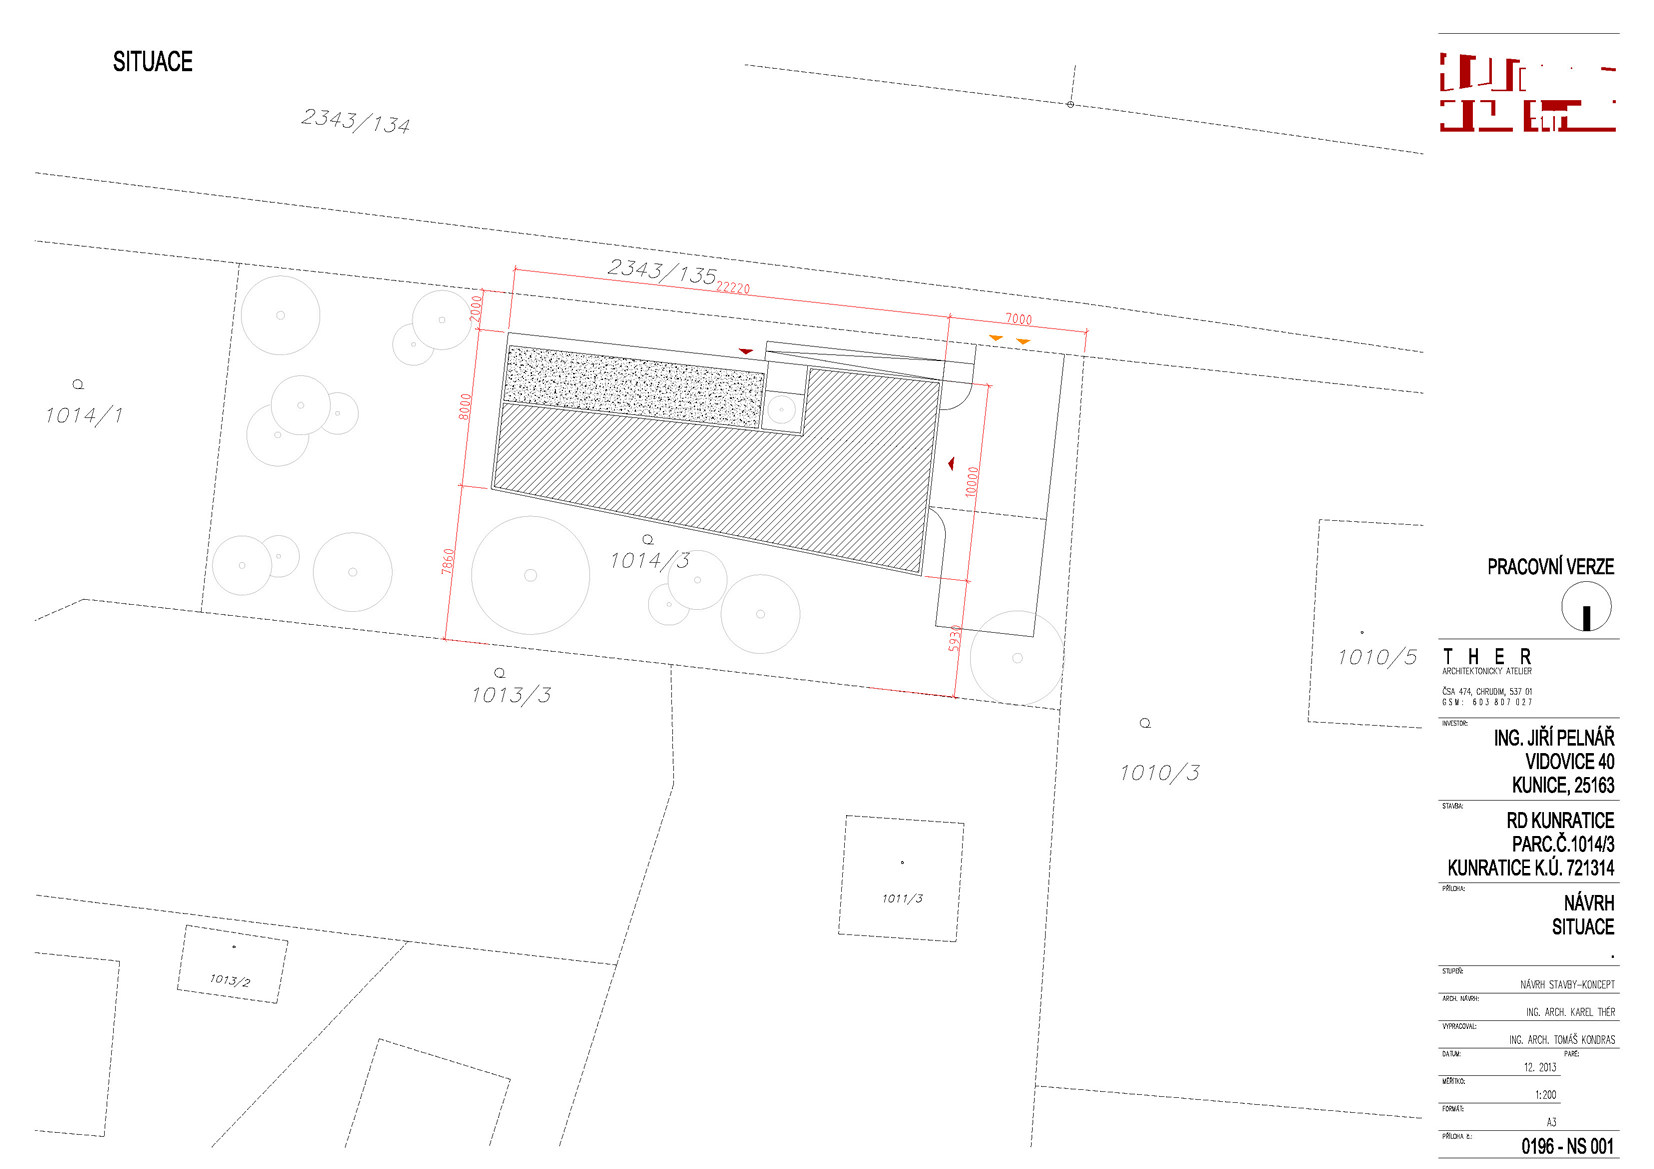 SITUACE
2343/134
2343/135
22220
7000
2000
8000
7860
10000
5930
1014/1
1014/3
1013/3
1010/5
1010/3
1011/3
1013/2
PRACOVNÍ VERZE
THER
ARCHITEKTONICKÝ ATELIER
ČSA 474, CHRUDIM, 537 01
GSM: 603 807 027
INVESTOR:
ING. JIŘÍ PELNÁŘ
VIDOVICE 40
KUNICE, 25163
STAVBA:
RD KUNRATICE
PARC.Č.1014/3
KUNRATICE K.Ú. 721314
PŘÍLOHA:
NÁVRH
SITUACE
.
STUPEŇ:
NÁVRH STAVBY-KONCEPT
ARCH. NÁVRH:
ING. ARCH. KAREL THÉR
VYPRACOVAL:
ING. ARCH. TOMÁŠ KONDRAS
DATUM: PARÉ:
12. 2013
MĚŘÍTKO:
1:200
FORMÁT:
A3
PŘÍLOHA Č.:
0196 - NS 001